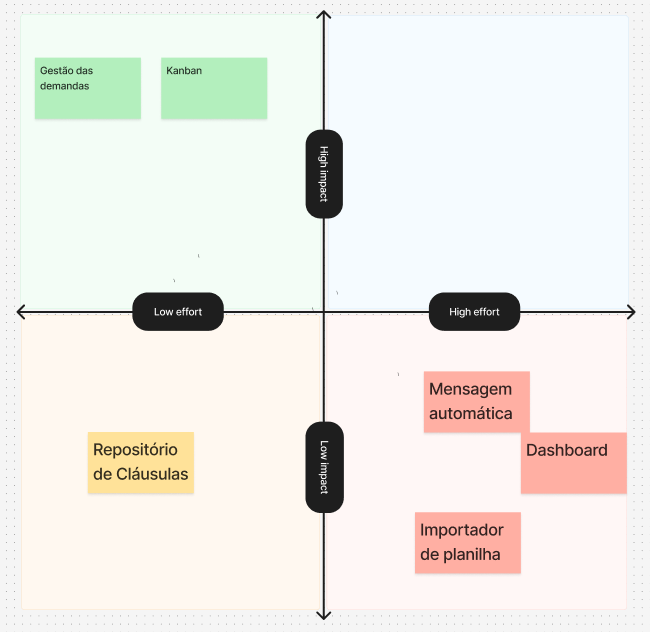 Gestão das
demandas
Kanban
High impact
Low effort
High effort
Mensagem
automática
Repositório
de Cláusulas
Dashboard
Low impact
Importador
de planilha